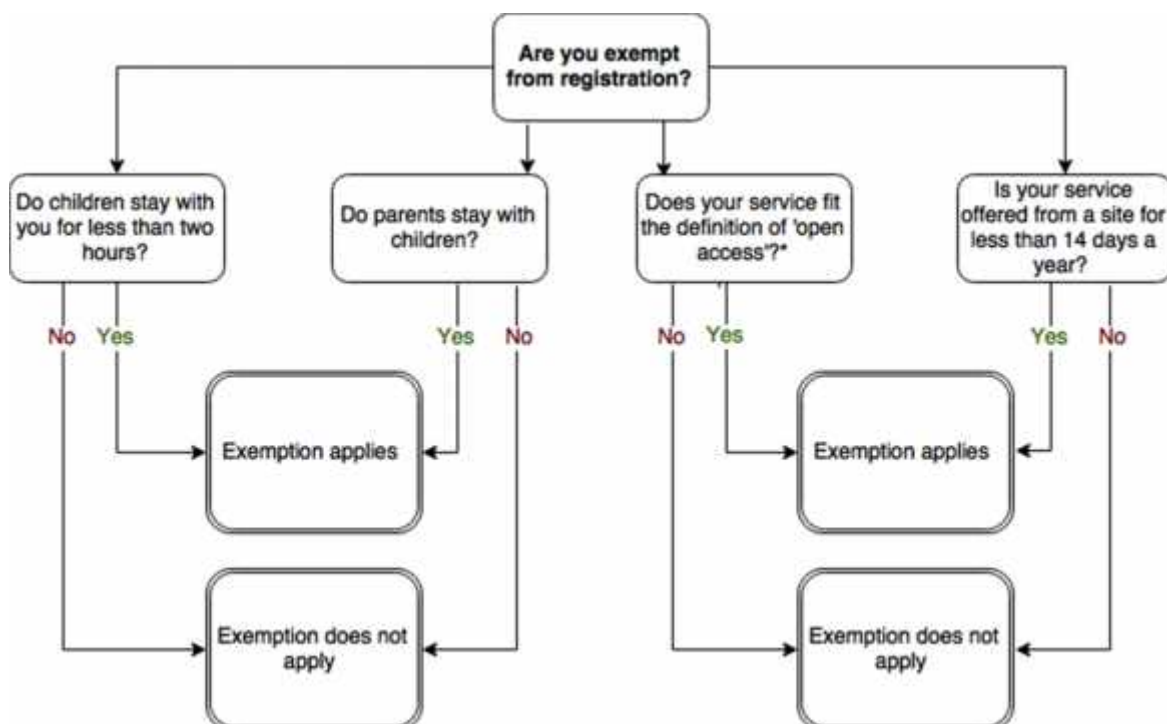 Are you exempt
from registration?
Do children stay with
you for less than two
hours?
Do parents stay with
children?
Does your service fit
the definition of 'open
access'?*
Is your service
offered from a site for
less than 14 days a
year?
No
Yes
Yes
No
No
Yes
Yes
No
Exemption applies
Exemption applies
Exemption does not
apply
Exemption does not
apply